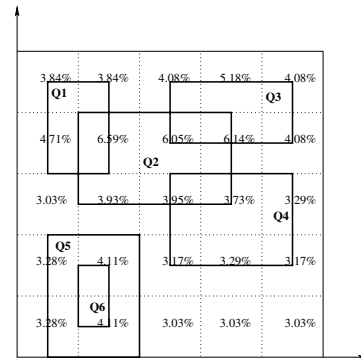 3.84% 3.84% 4.08% 5.18% 4.08%
Q1 Q3
4.71% 6.59% 6.05% 6.14% 4.08%
Q2
3.03% 3.93% 3.95% 3.73% 3.29%
Q4
Q5
3.28% 4.11% 3.17% 3.29% 3.17%
Q6
3.28% 4.11% 3.03% 3.03% 3.03%